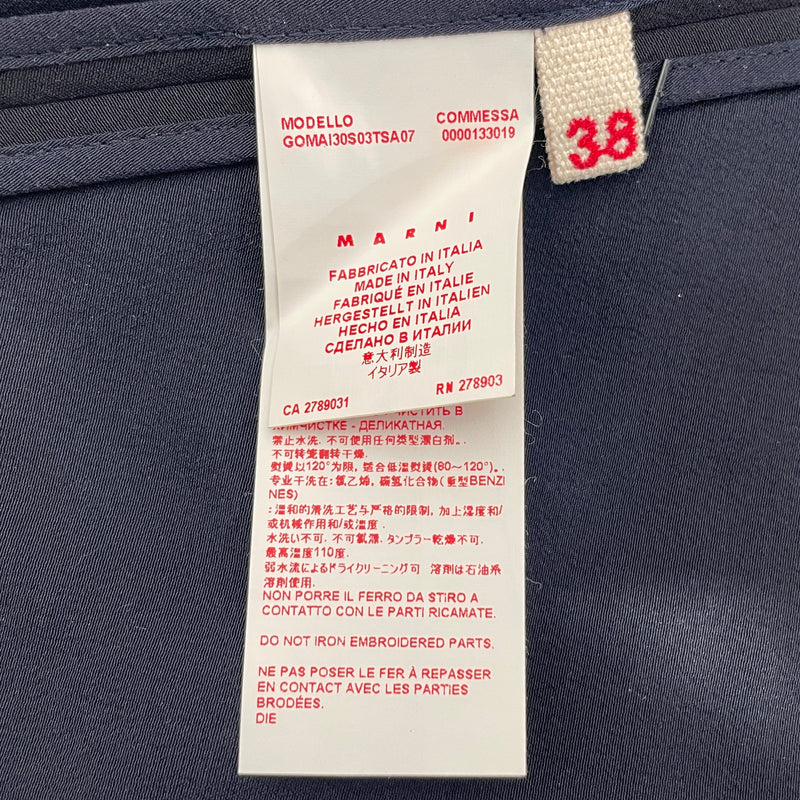 MODELLO COMMESSA
GOMAI30S03TSA07 0000133019
38
MARNI
FABBRICATO IN ITALIA
MADE IN ITALY
FABRIQUÉ EN ITALIE
HERGESTELLT IN ITALIEN
HECHO EN ITALIA
СДЕЛАНО В ИТАЛИИ
意大利制造
イタリア製
CA 2789031 RN 278903
ЧИСТИТЬ В
ХИМЧИСТКЕ - ДЕЛИКАТНАЯ.
禁止水洗. 不可使用任何类型漂白剂。.
不可转笼翻转干燥.
熨燙以120°为限, 适合低温熨燙(80～120°)。.
专业干洗在: 氯乙烯, 碳氢化合物(重型BENZI
NES)
: 温和的清洗工艺与严格的限制, 加上湿度和/
或机械作用和/或温度 .
水洗い不可. 不可氯漂. タンブラー乾燥不可.
最高温度110度.
弱水流によるドライクリーニング可 溶剤は石油系
溶剤使用.
NON PORRE IL FERRO DA STIRO A
CONTATTO CON LE PARTI RICAMATE.
DO NOT IRON EMBROIDERED PARTS.
NE PAS POSER LE FER À REPASSER
EN CONTACT AVEC LES PARTIES
BRODÉES.
DIE